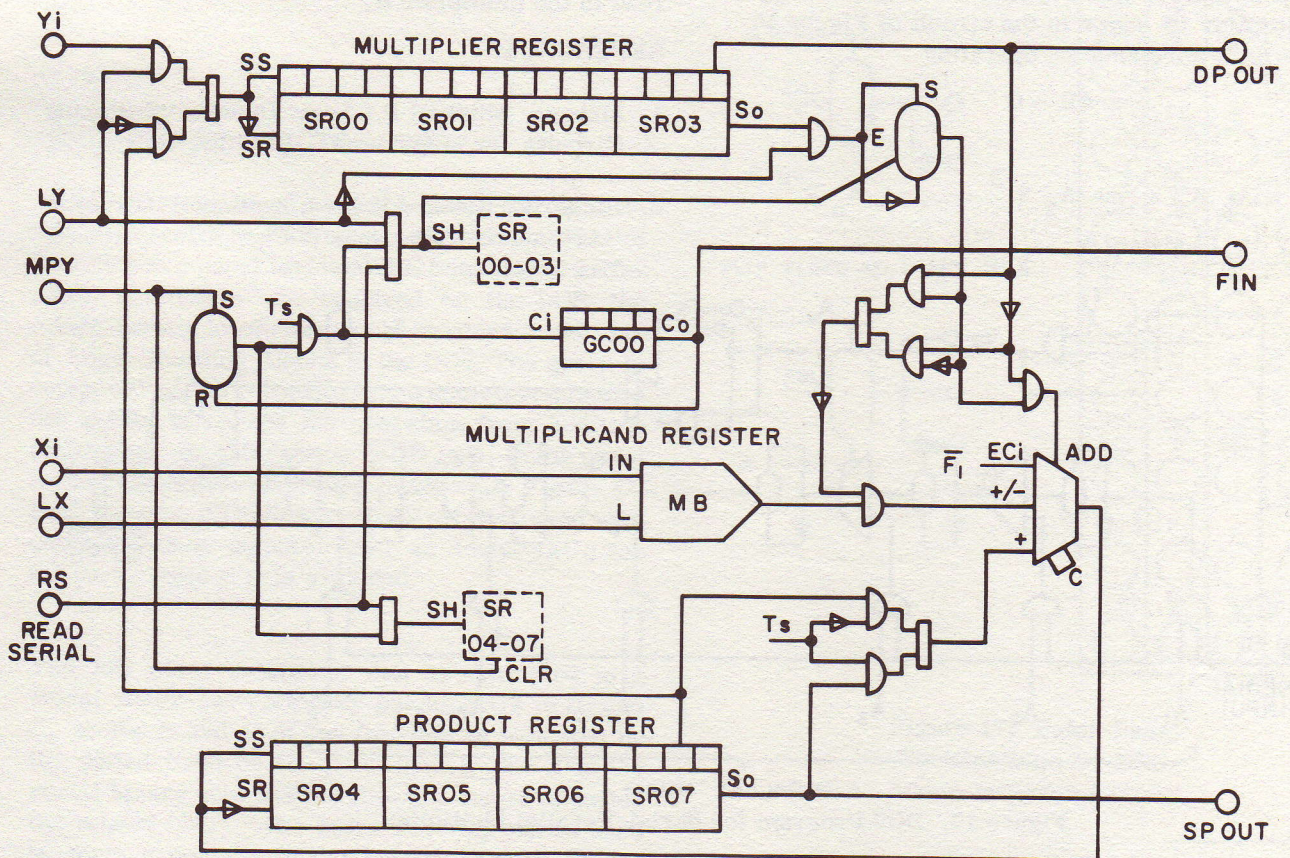 Yi
MULTIPLIER REGISTER
SS
DP OUT
S
So
SR00 SR01 SR02 SR03
E
SR
LY
SH
SR
00-03
MPY
FIN
S
Ts
Ci
Co
GC00
R
MULTIPLICAND REGISTER
Xi
IN
F̅₁
ECi
ADD
LX
L
MB
+/-
+
C
RS
READ
SERIAL
SH
SR
04-07
CLR
Ts
PRODUCT REGISTER
SS
So
SR
SR04 SR05 SR06 SR07
SP OUT